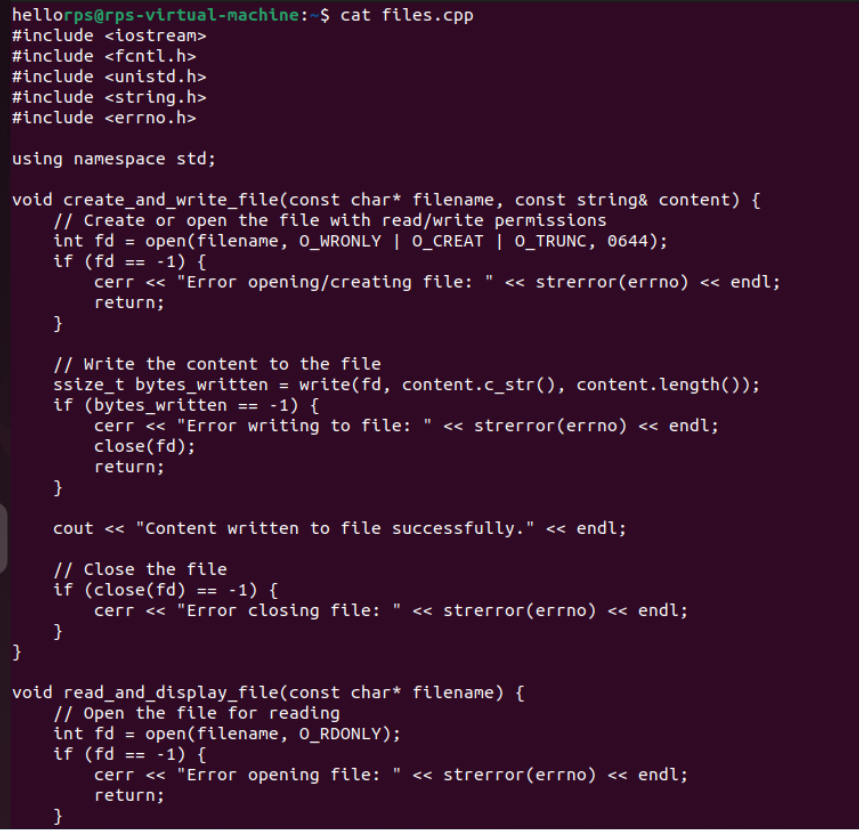 hellorps@rps-virtual-machine:~$ cat files.cpp
#include <iostream>
#include <fcntl.h>
#include <unistd.h>
#include <string.h>
#include <errno.h>

using namespace std;

void create_and_write_file(const char* filename, const string& content) {
    // Create or open the file with read/write permissions
    int fd = open(filename, O_WRONLY | O_CREAT | O_TRUNC, 0644);
    if (fd == -1) {
        cerr << "Error opening/creating file: " << strerror(errno) << endl;
        return;
    }

    // Write the content to the file
    ssize_t bytes_written = write(fd, content.c_str(), content.length());
    if (bytes_written == -1) {
        cerr << "Error writing to file: " << strerror(errno) << endl;
        close(fd);
        return;
    }

    cout << "Content written to file successfully." << endl;

    // Close the file
    if (close(fd) == -1) {
        cerr << "Error closing file: " << strerror(errno) << endl;
    }
}

void read_and_display_file(const char* filename) {
    // Open the file for reading
    int fd = open(filename, O_RDONLY);
    if (fd == -1) {
        cerr << "Error opening file: " << strerror(errno) << endl;
        return;
    }